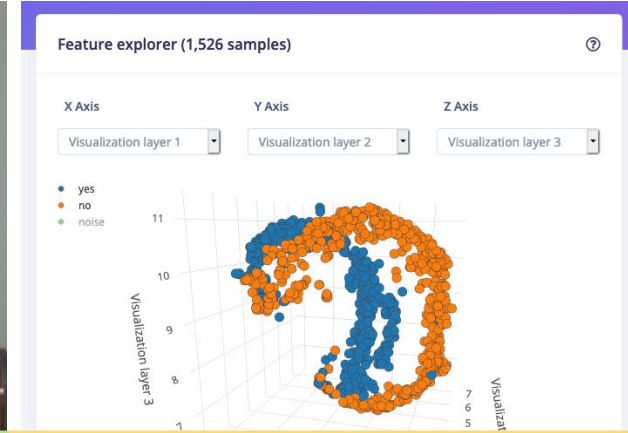 Feature explorer (1,526 samples)
X Axis Y Axis Z Axis
Visualization layer 1 Visualization layer 2 Visualization layer 3
yes
no
noise
11
10
9
8
7
Visualization layer 3
7
6
5
Visualizat